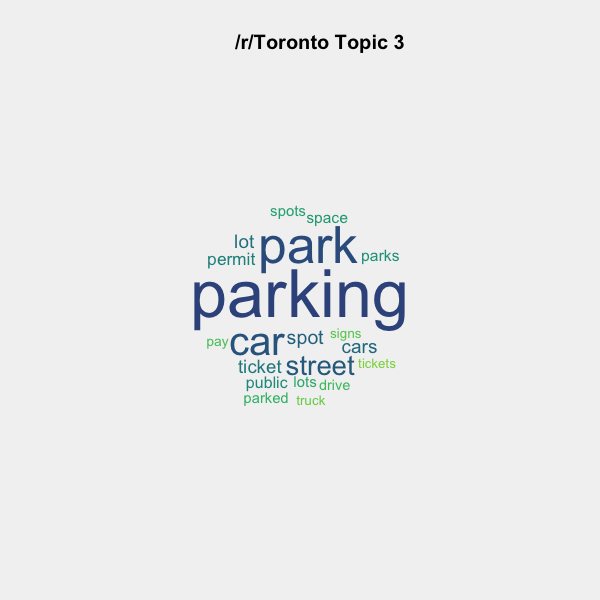 /r/Toronto Topic 3
spots
space
lot
park
permit
parks
parking
pay
car
spot
signs
cars
ticket
street
tickets
public
lots
drive
parked
truck